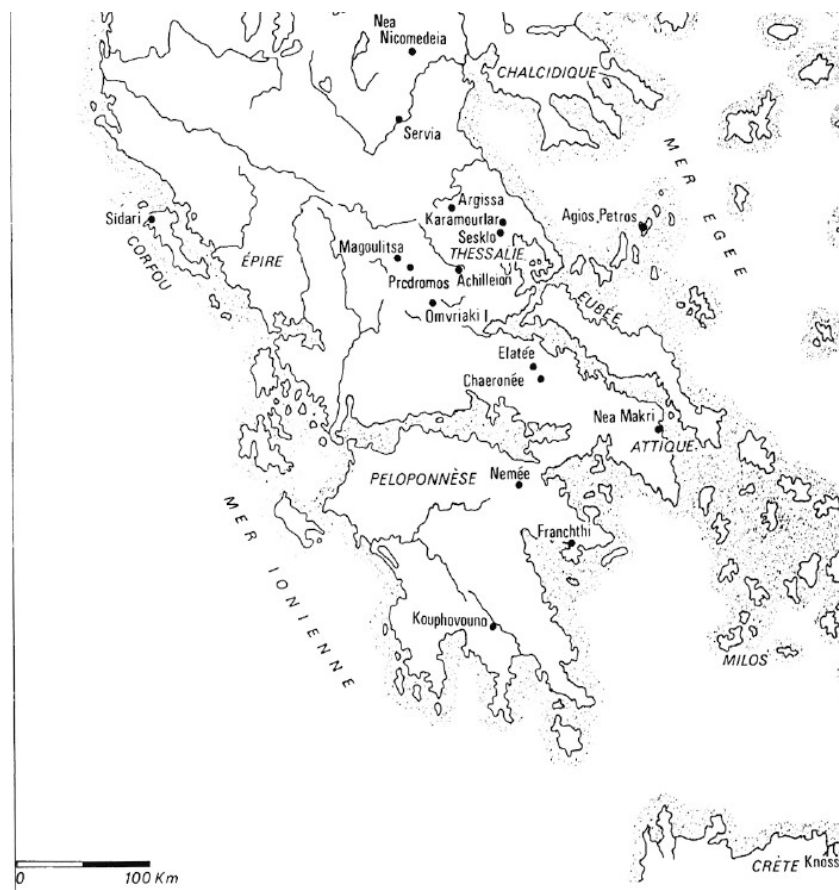 Nea
Nicomedeia
CHALCIDIQUE
Servia
MER EGEE
Argissa
Karamourlar
Agios Petros
Sidari
Sesklo
CORFOU
ÉPIRE
Magoulitsa
THESSALIE
Prodromos
Achilleion
Omvriaki I
EUBÉE
Elatée
Chaeronée
Nea Makri
ATTIQUE
PELOPONNÈSE
Nemée
MER IONIENNE
Franchthi
Kouphovouno
MILOS
CRÈTE
Knoss
0
100 Km